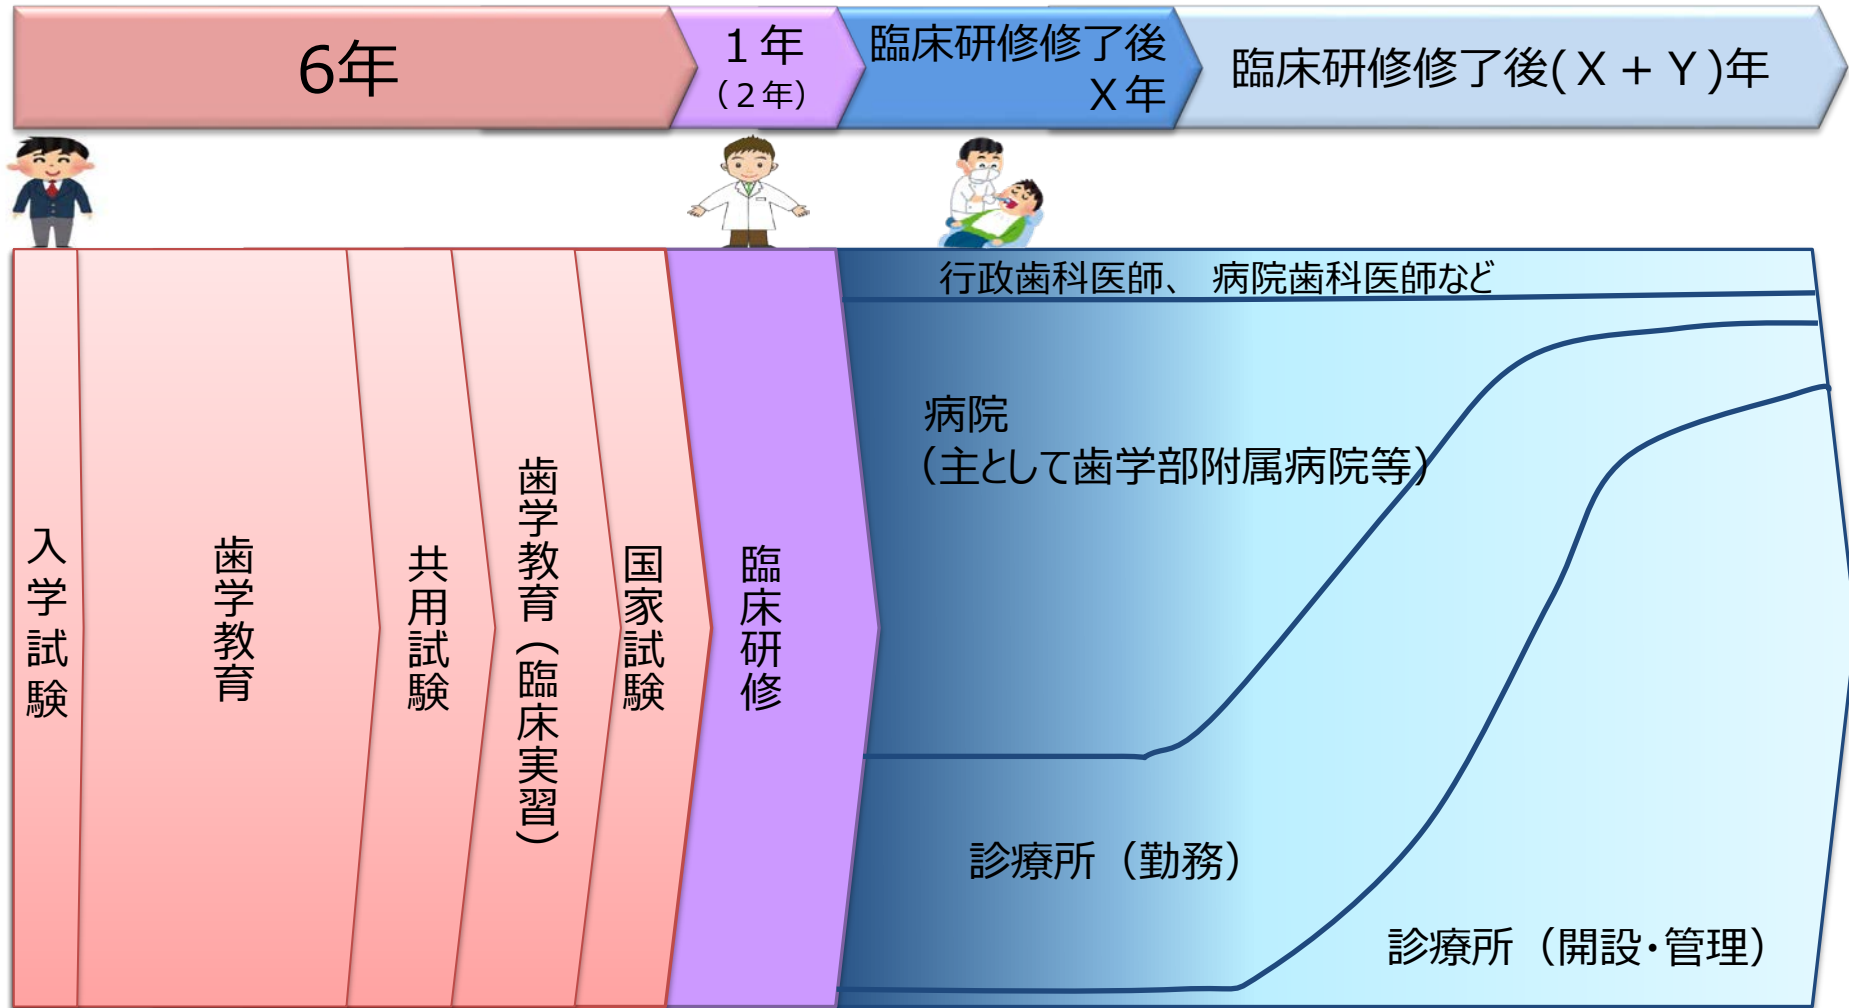 6年
1年
(2年)
臨床研修修了後
X年
臨床研修修了後(X+Y)年
行政歯科医師、病院歯科医師など
入学試験
歯学教育
共用試験
歯学教育(臨床実習)
国家試験
臨床研修
病院
(主として歯学部附属病院等)
診療所(勤務)
診療所(開設・管理)